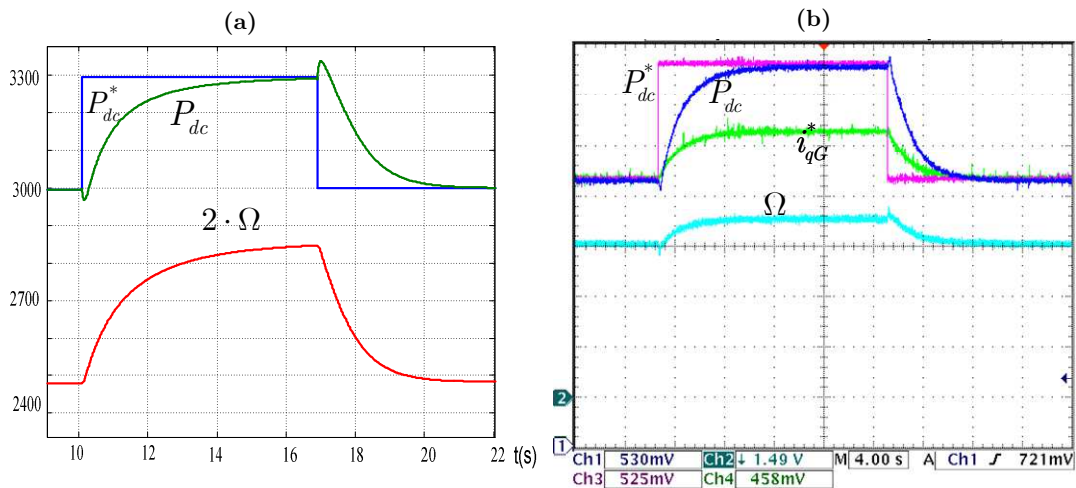 (a)
3300
3000
2700
2400
P*dc
Pdc
2 · Ω
10
12
14
16
18
20
22
t(s)
(b)
P*dc
Pdc
i*qG
Ω
2
1
Ch1 530mV Ch2 ↓ 1.49 V M 4.00 s A Ch1 ƒ 721mV
Ch3 525mV Ch4 458mV